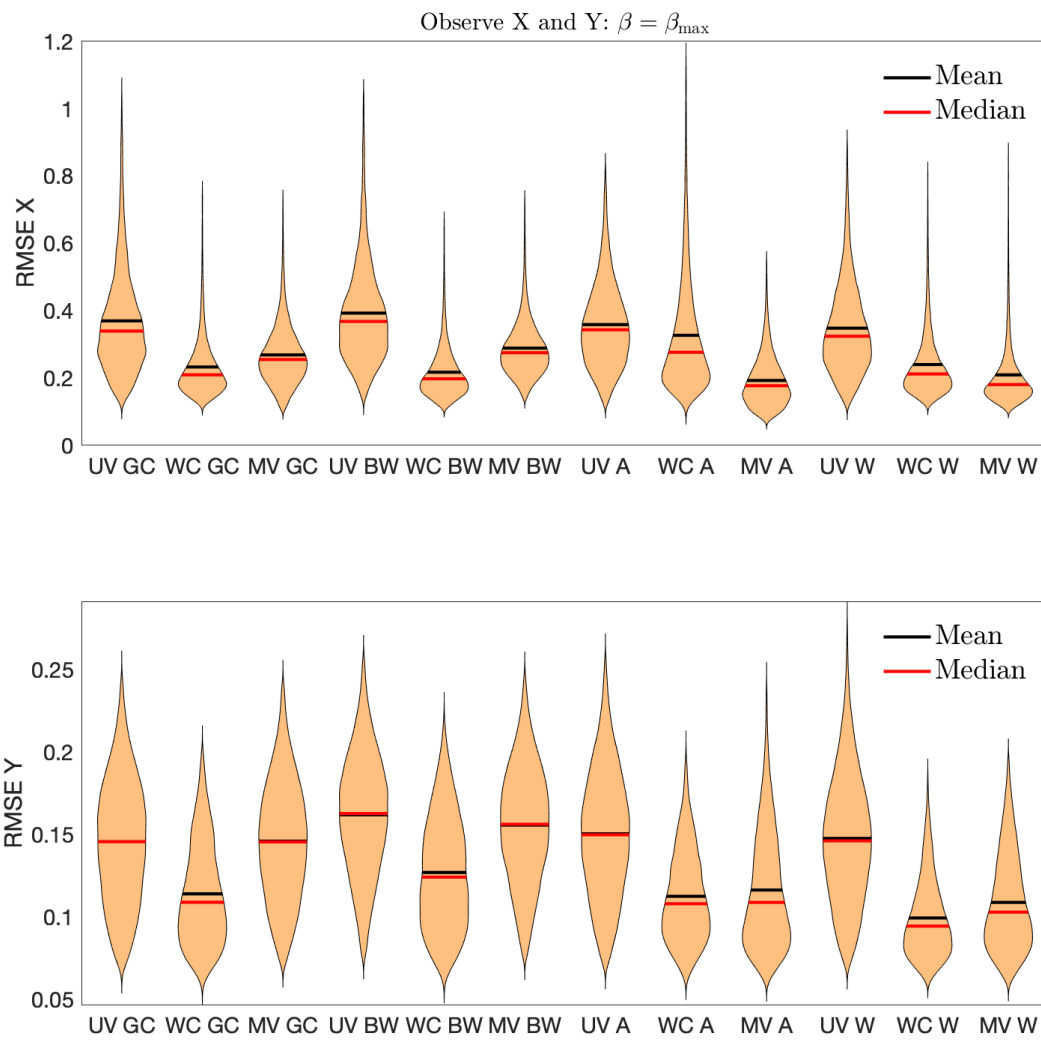 Observe X and Y: β = βmax
1.2
1
0.8
0.6
0.4
0.2
0
RMSE X
Mean
Median
UV GC WC GC MV GC UV BW WC BW MV BW UV A WC A MV A UV W WC W MV W
0.25
0.2
0.15
0.1
0.05
RMSE Y
Mean
Median
UV GC WC GC MV GC UV BW WC BW MV BW UV A WC A MV A UV W WC W MV W